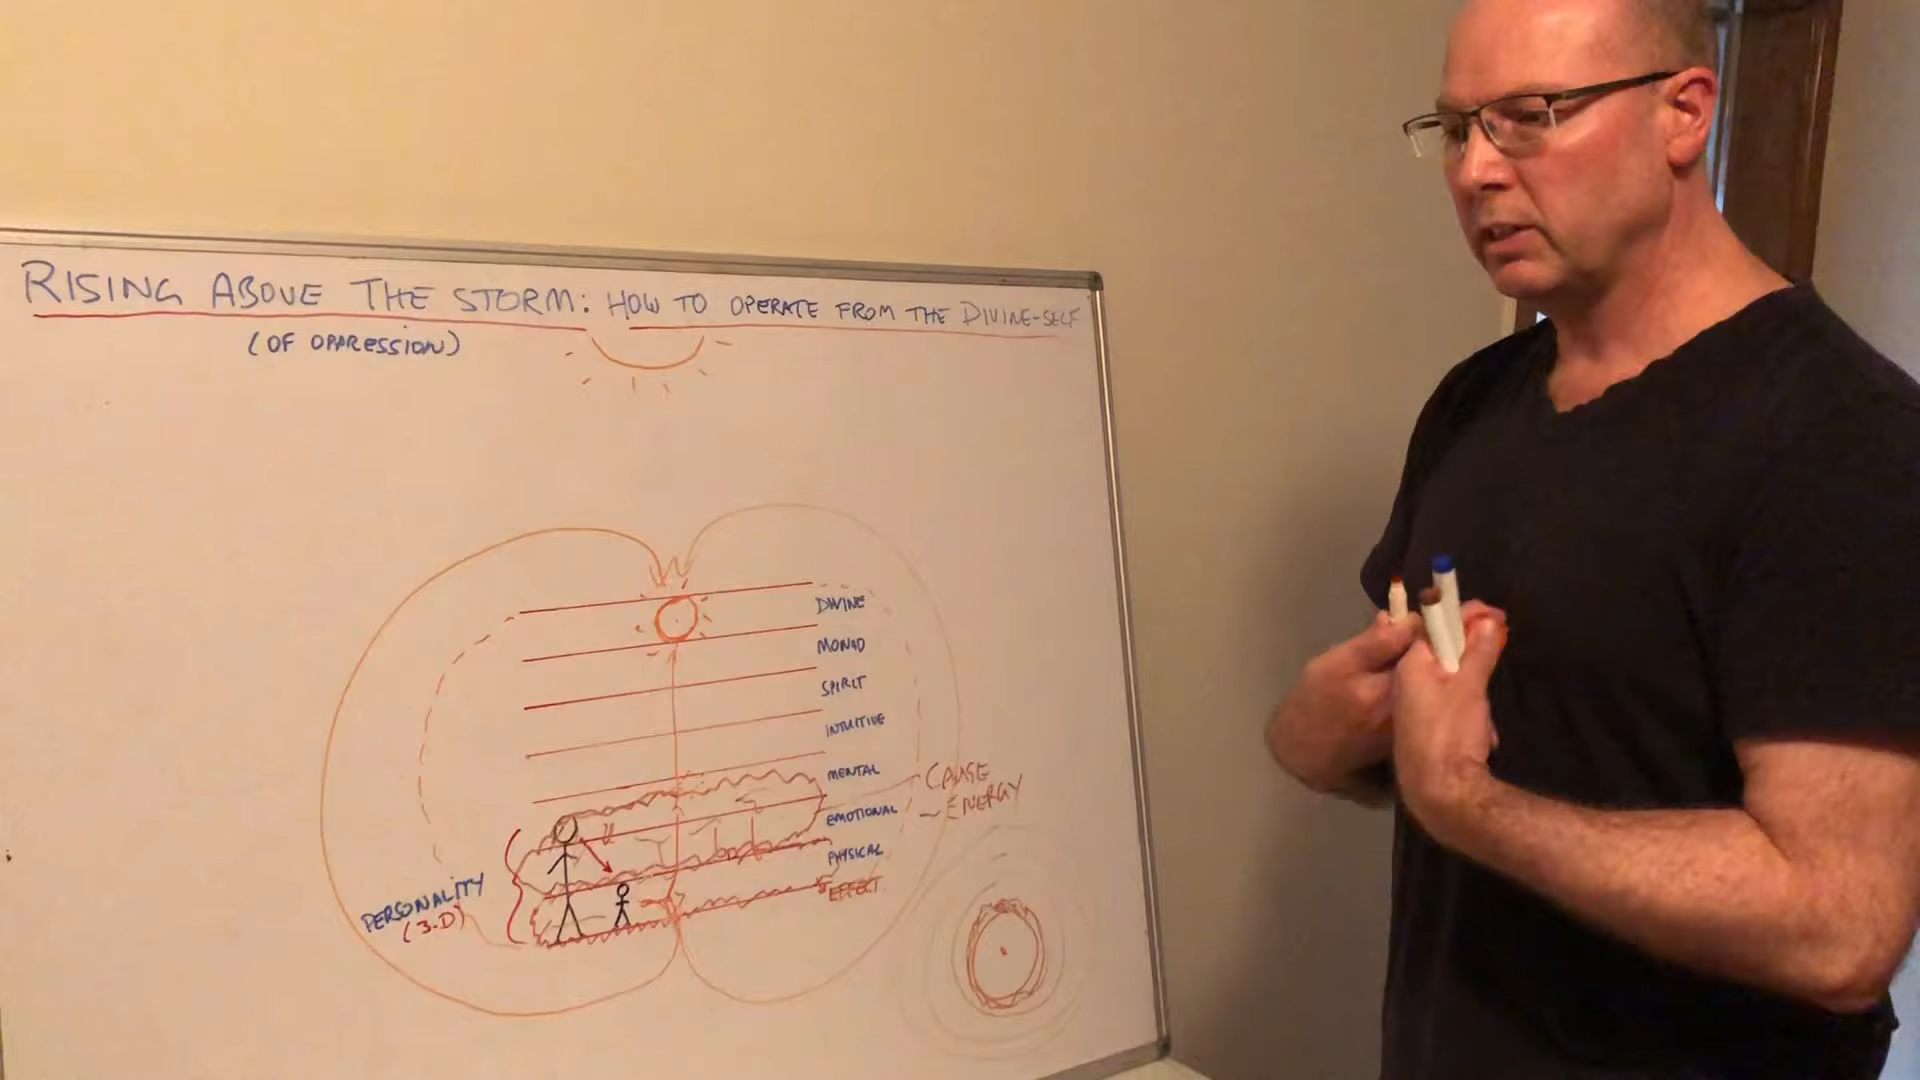 RISING ABOVE THE STORM: HOW TO OPERATE FROM THE DIVINE-SELF
(OF OPPRESSION)
DIVINE
MONAD
SPIRIT
INTUITIVE
MENTAL
CAUSE
EMOTIONAL
~ENERGY
PHYSICAL
EFFECT
PERSONALITY
(3-D)